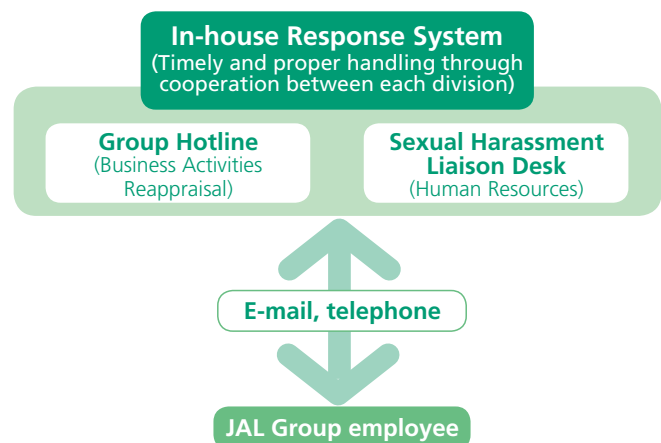 In-house Response System
(Timely and proper handling through
cooperation between each division)
Group Hotline
(Business Activities
Reappraisal)
Sexual Harassment
Liaison Desk
(Human Resources)
E-mail, telephone
JAL Group employee